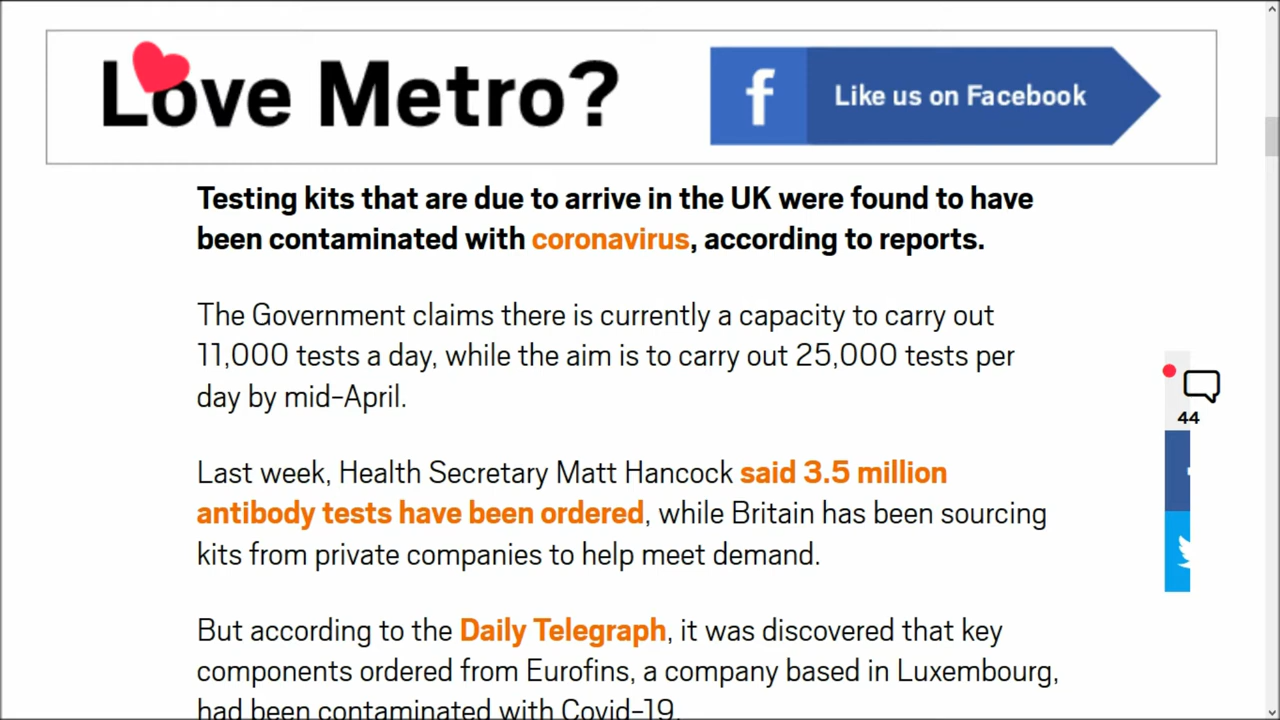 Love Metro?
f Like us on Facebook
Testing kits that are due to arrive in the UK were found to have
been contaminated with coronavirus, according to reports.
The Government claims there is currently a capacity to carry out
11,000 tests a day, while the aim is to carry out 25,000 tests per
day by mid-April.
44
Last week, Health Secretary Matt Hancock said 3.5 million
antibody tests have been ordered, while Britain has been sourcing
kits from private companies to help meet demand.
But according to the Daily Telegraph, it was discovered that key
components ordered from Eurofins, a company based in Luxembourg,
had been contaminated with Covid-19.